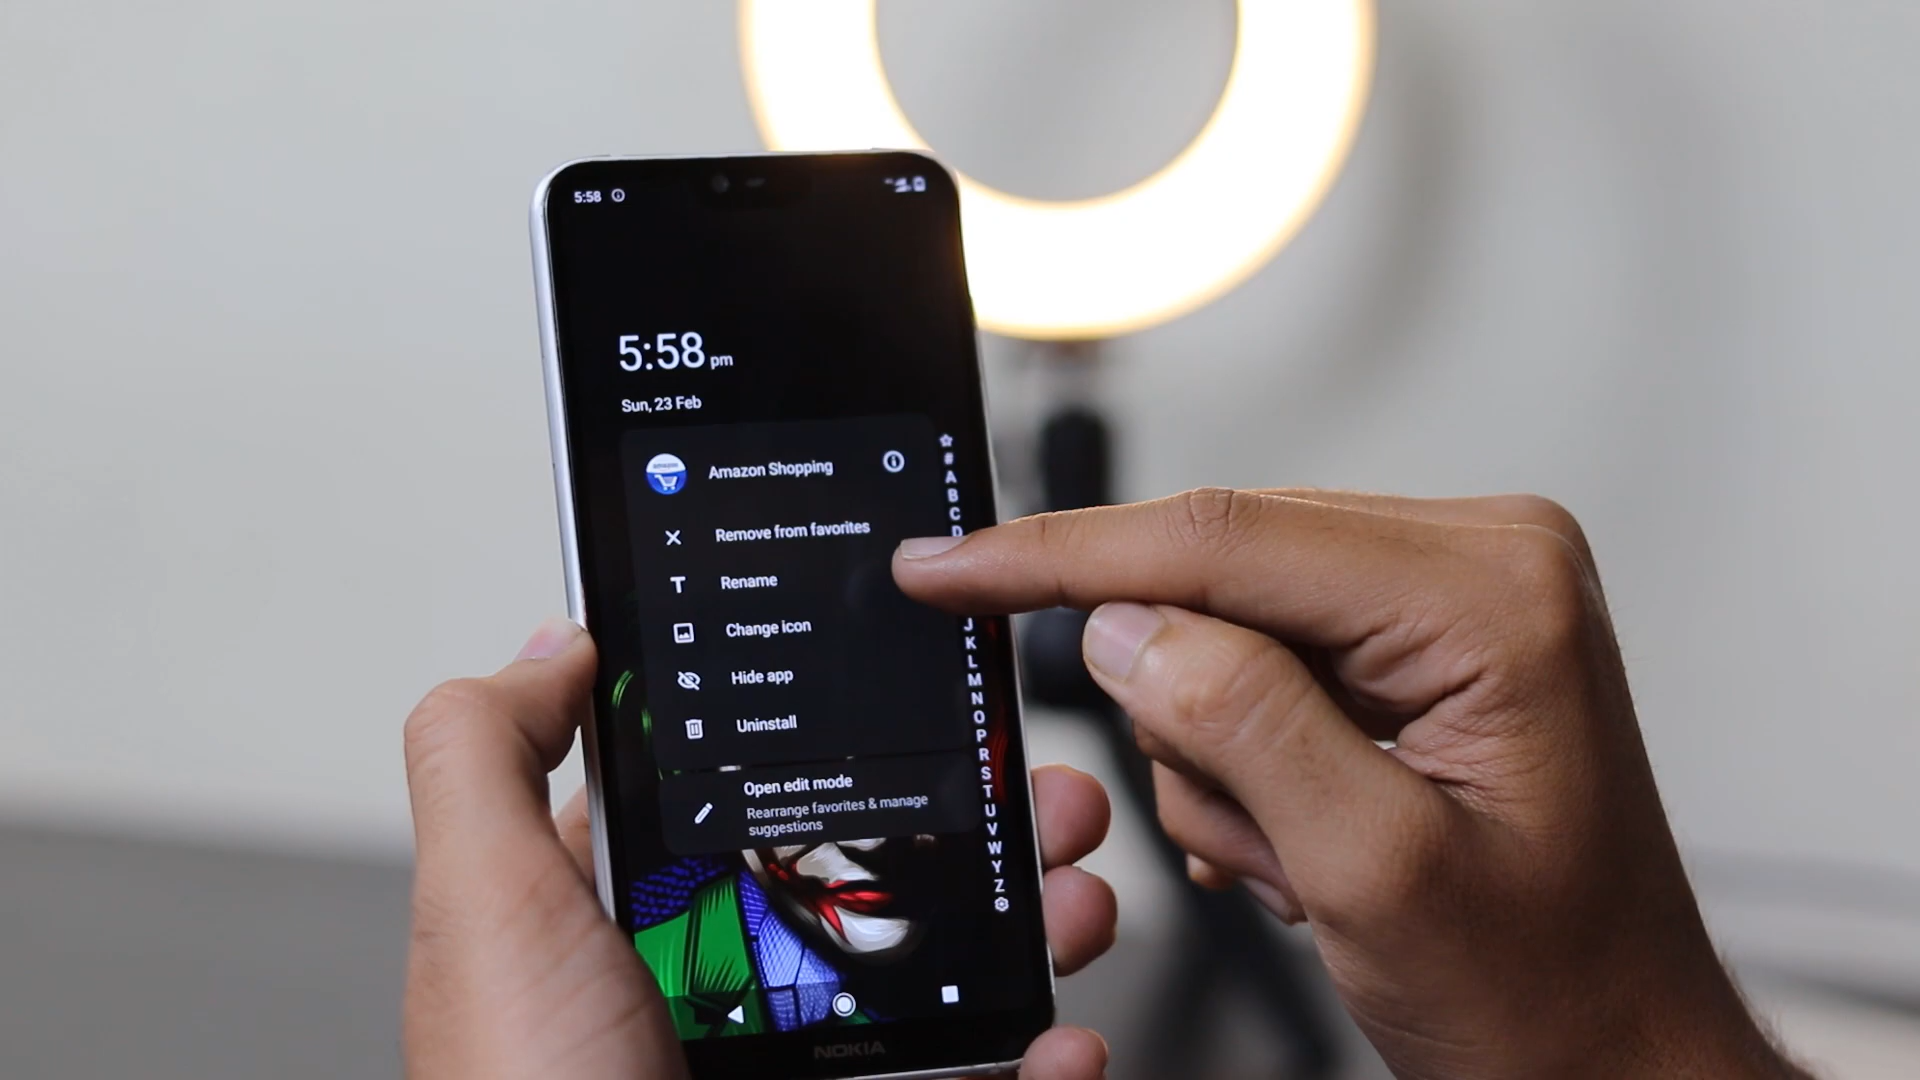 5:58
5:58 pm
Sun, 23 Feb
amazon
Amazon Shopping
Remove from favorites
Rename
Change icon
Hide app
Uninstall
Open edit mode
Rearrange favorites & manage
suggestions
#
A
B
C
D
J
K
L
M
N
O
P
R
S
T
U
V
W
Y
Z
NOKIA